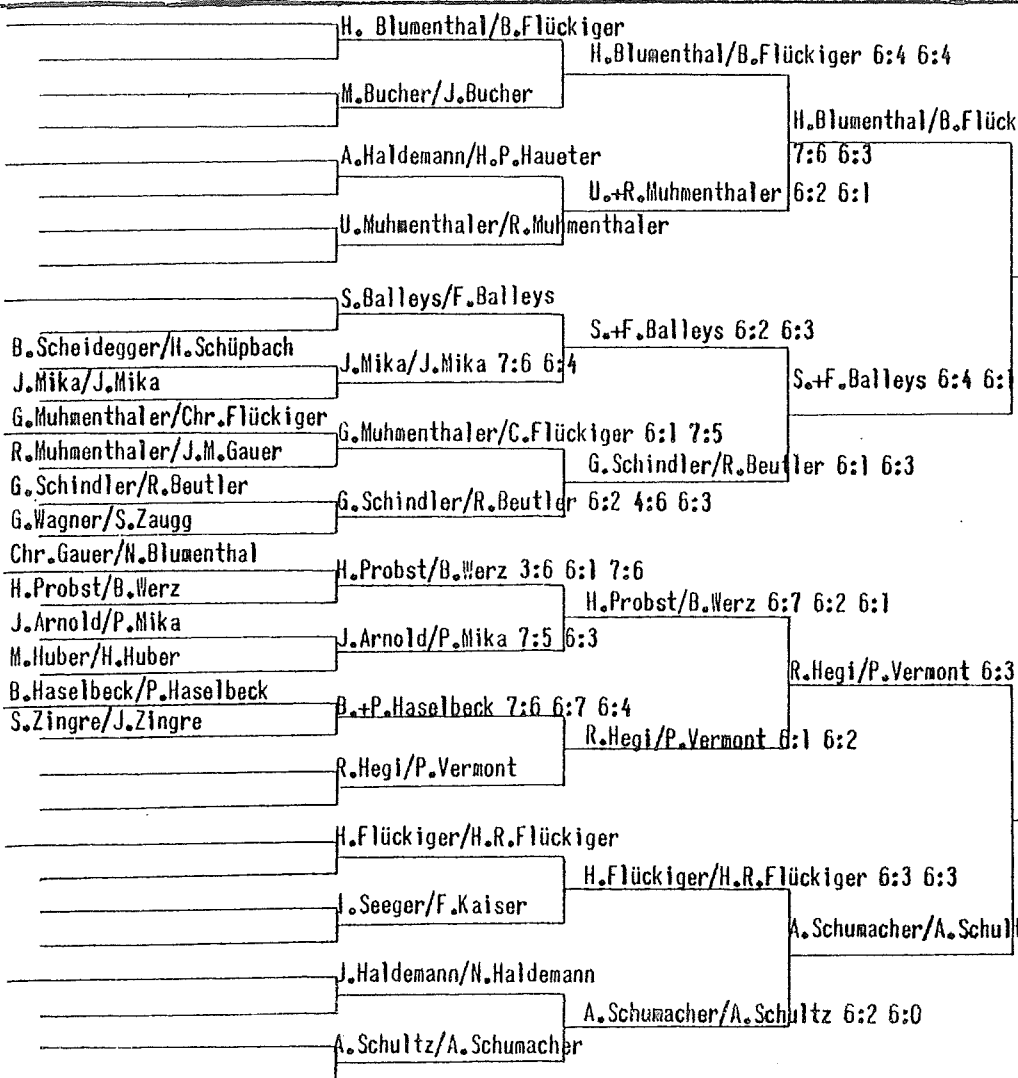 H. Blumenthal/B.Flückiger
H.Blumenthal/B.Flückiger 6:4 6:4
M.Bucher/J.Bucher
H.Blumenthal/B.Flück
7:6 6:3
A.Haldemann/H.P.Haueter
U.+R.Muhmenthaler 6:2 6:1
U.Muhmenthaler/R.Muhmenthaler
S.Balleys/F.Balleys
S.+F.Balleys 6:2 6:3
B.Scheidegger/H.Schüpbach
J.Mika/J.Mika 7:6 6:4
J.Mika/J.Mika
S.+F.Balleys 6:4 6:1
G.Muhmenthaler/Chr.Flückiger
G.Muhmenthaler/C.Flückiger 6:1 7:5
R.Muhmenthaler/J.M.Gauer
G.Schindler/R.Beutler 6:1 6:3
G.Schindler/R.Beutler
G.Schindler/R.Beutler 6:2 4:6 6:3
G.Wagner/S.Zaugg
Chr.Gauer/N.Blumenthal
H.Probst/B.Werz 3:6 6:1 7:6
H.Probst/B.Werz
H.Probst/B.Werz 6:7 6:2 6:1
J.Arnold/P.Mika
J.Arnold/P.Mika 7:5 6:3
M.Huber/H.Huber
R.Hegi/P.Vermont 6:3
B.Haselbeck/P.Haselbeck
B.+P.Haselbeck 7:6 6:7 6:4
S.Zingre/J.Zingre
R.Hegi/P.Vermont 6:1 6:2
R.Hegi/P.Vermont
H.Flückiger/H.R.Flückiger
H.Flückiger/H.R.Flückiger 6:3 6:3
I.Seeger/F.Kaiser
A.Schumacher/A.Schult
J.Haldemann/N.Haldemann
A.Schumacher/A.Schultz 6:2 6:0
A.Schultz/A.Schumacher